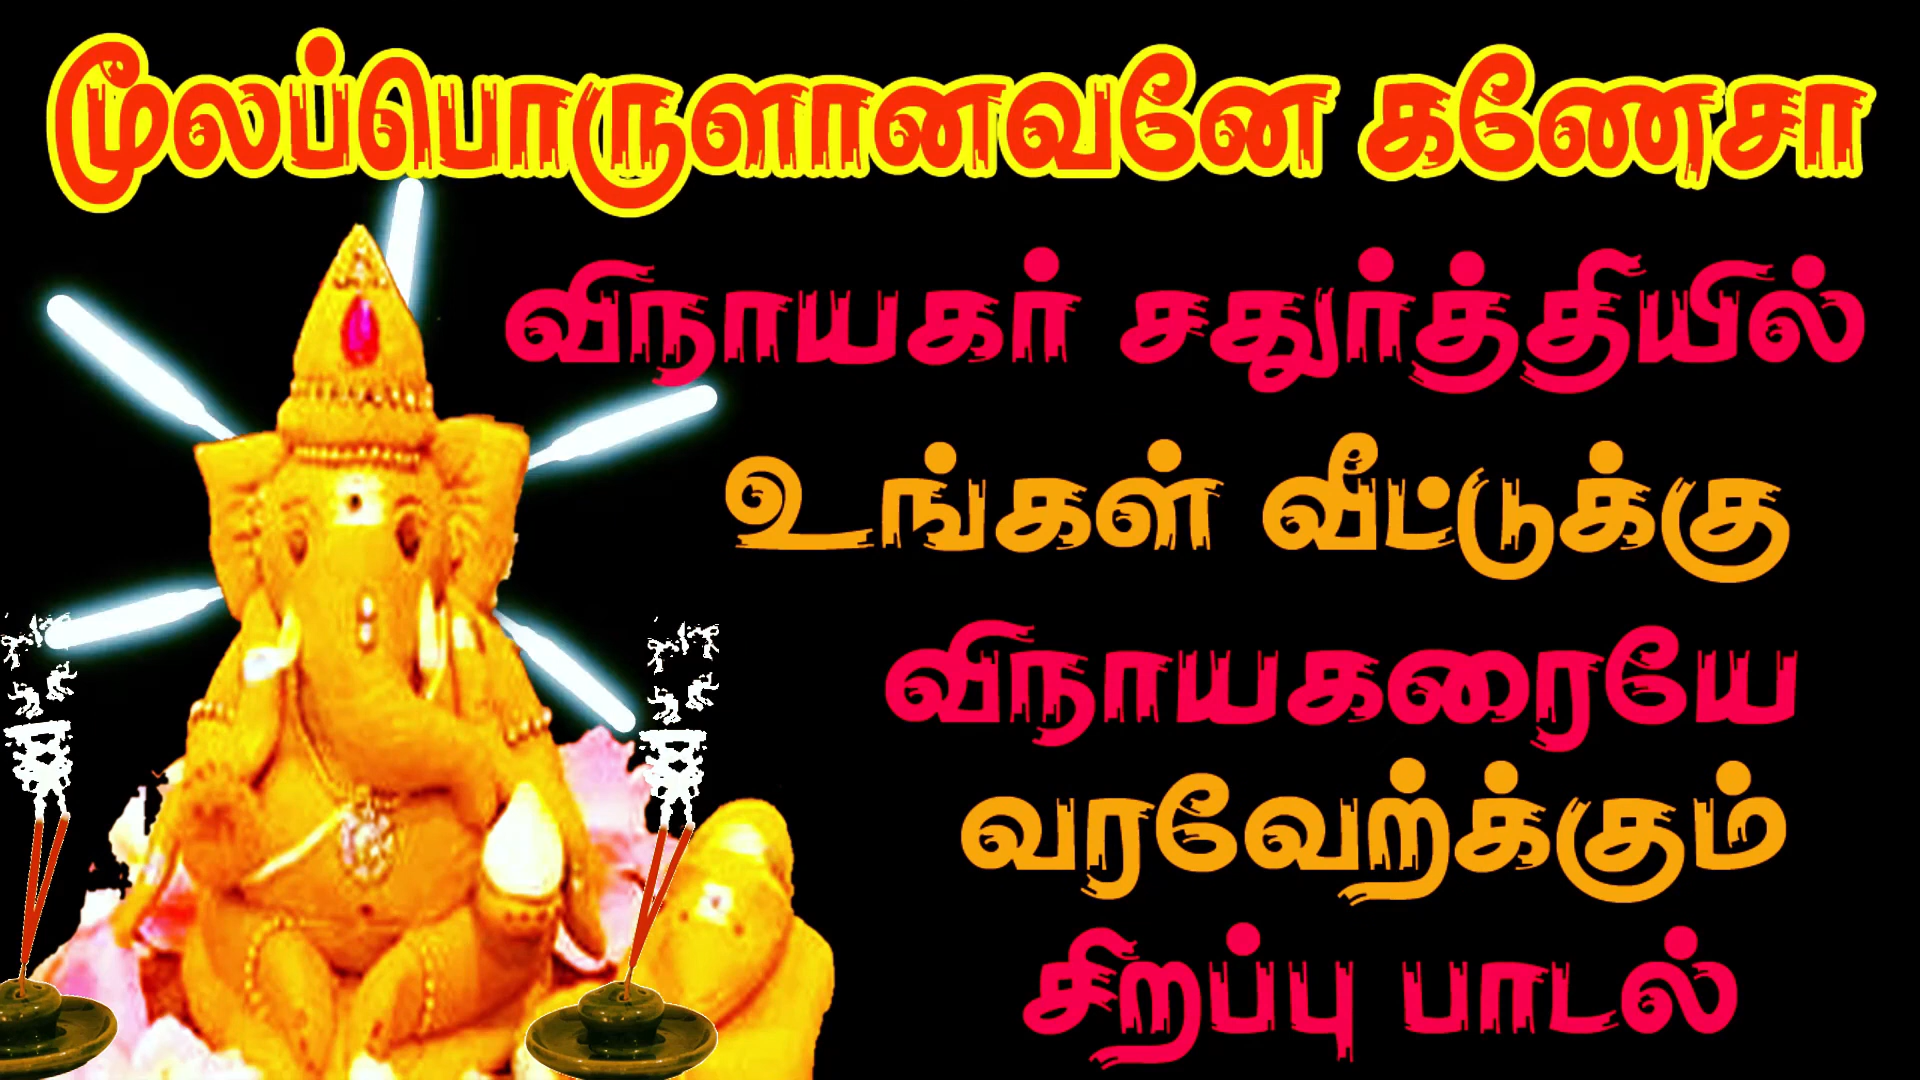 மூலப்பொருளானவனே கணேசா
விநாயகர் சதுர்த்தியில்
உங்கள் வீட்டுக்கு
விநாயகரையே
வரவேற்க்கும்
சிறப்பு பாடல்